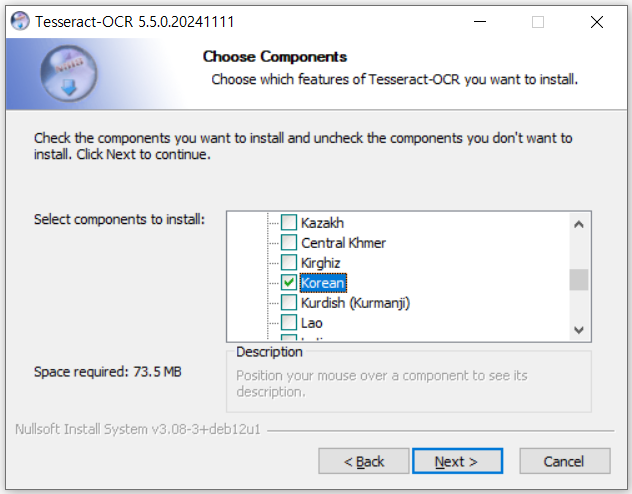 Tesseract-OCR 5.5.0.20241111
Choose Components
Choose which features of Tesseract-OCR you want to install.
Check the components you want to install and uncheck the components you don't want to
install. Click Next to continue.
Select components to install:
Kazakh
Central Khmer
Kirghiz
Korean
Kurdish (Kurmanji)
Lao
Space required: 73.5 MB
Description
Position your mouse over a component to see its
description.
Nullsoft Install System v3.08-3+deb12u1
< Back
Next >
Cancel